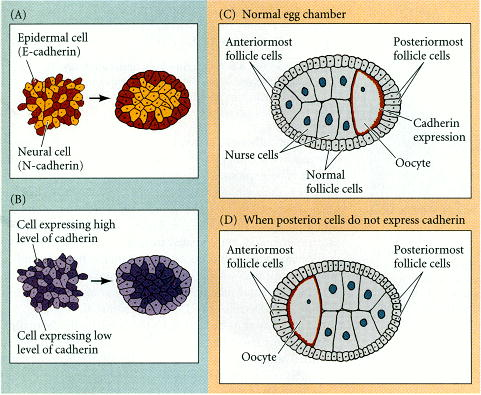 (A)
Epidermal cell
(E-cadherin)
Neural cell
(N-cadherin)
(B)
Cell expressing high
level of cadherin
Cell expressing low
level of cadherin
(C) Normal egg chamber
Anteriormost
follicle cells
Posteriormost
follicle cells
Cadherin
expression
Nurse cells
Oocyte
Normal
follicle cells
(D) When posterior cells do not express cadherin
Anteriormost
follicle cells
Posteriormost
follicle cells
Oocyte